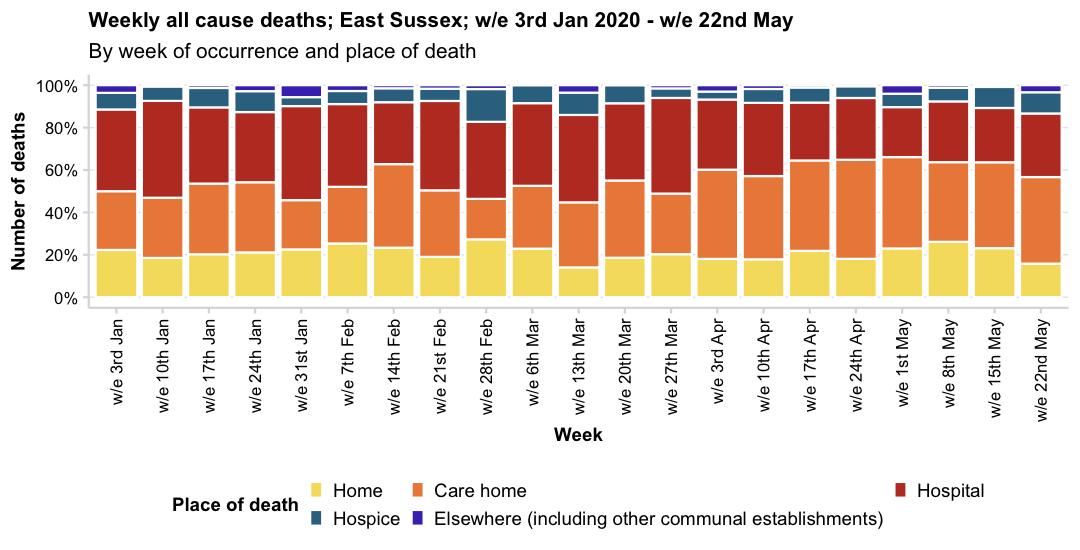 Weekly all cause deaths; East Sussex; w/e 3rd Jan 2020 - w/e 22nd May
By week of occurrence and place of death
Number of deaths
100%
80%
60%
40%
20%
0%
w/e 3rd Jan
w/e 10th Jan
w/e 17th Jan
w/e 24th Jan
w/e 31st Jan
w/e 7th Feb
w/e 14th Feb
w/e 21st Feb
w/e 28th Feb
w/e 6th Mar
w/e 13th Mar
w/e 20th Mar
w/e 27th Mar
w/e 3rd Apr
w/e 10th Apr
w/e 17th Apr
w/e 24th Apr
w/e 1st May
w/e 8th May
w/e 15th May
w/e 22nd May
Week
Place of death
Home Care home Hospital
Hospice Elsewhere (including other communal establishments)